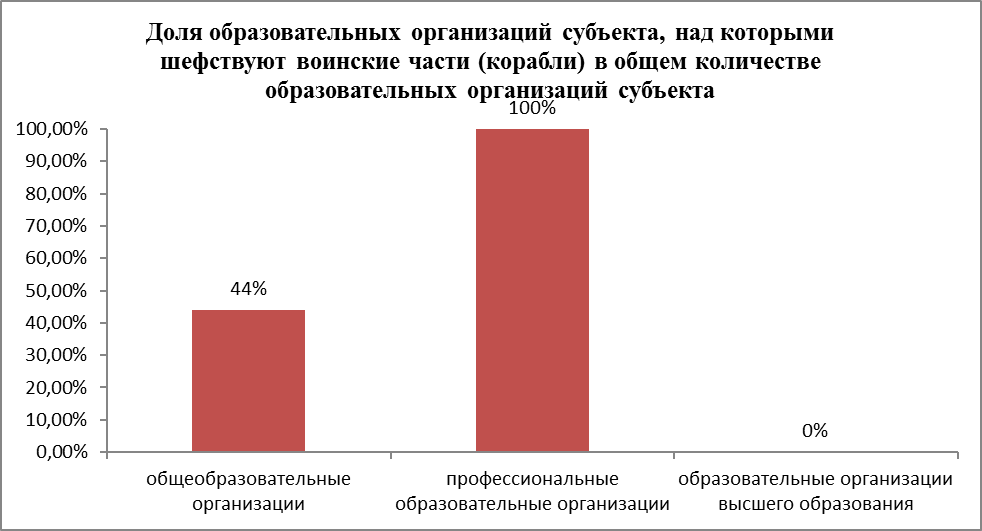 Доля образовательных организаций субъекта, над которыми
шефствуют воинские части (корабли) в общем количестве
образовательных организаций субъекта
100%
100,00%
90,00%
80,00%
70,00%
60,00%
50,00%
40,00%
30,00%
20,00%
10,00%
0,00%
44%
0%
общеобразовательные
организации
профессиональные
образовательные организации
образовательные организации
высшего образования